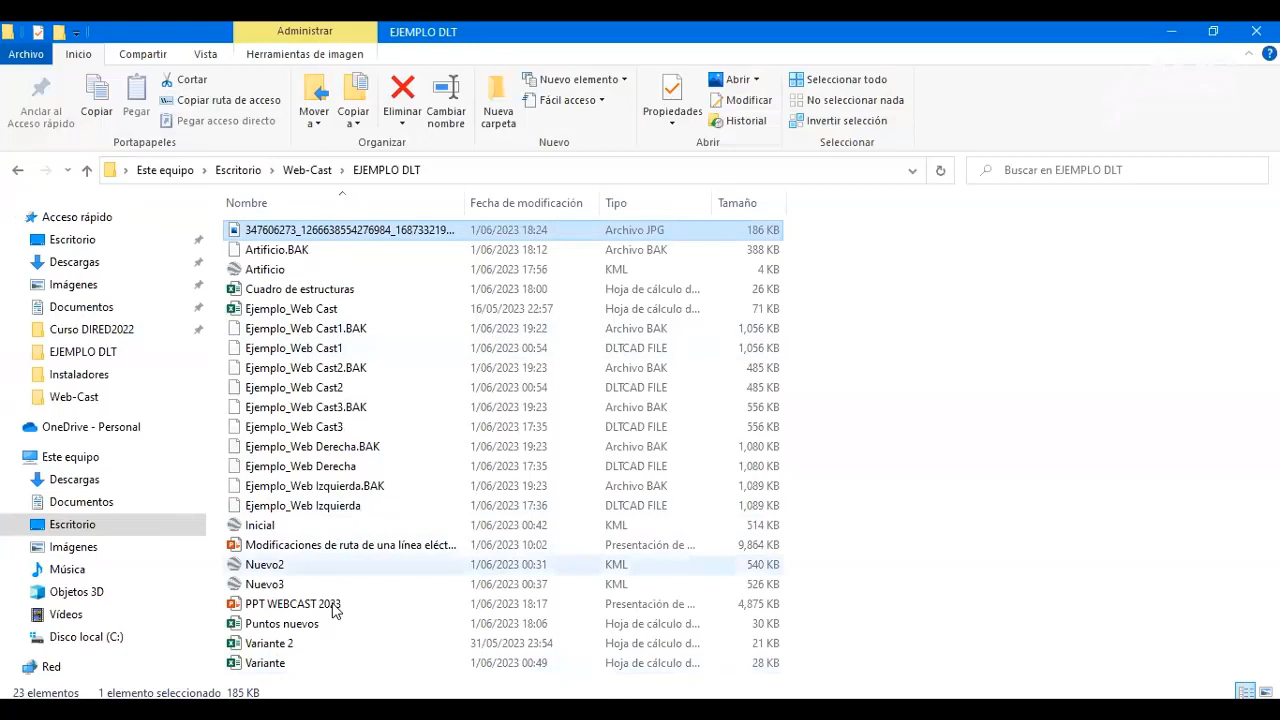 Administrar
EJEMPLO DLT
Archivo
Inicio
Compartir
Vista
Herramientas de imagen
Anclar al
Acceso rápido
Copiar
Pegar
Cortar
Copiar ruta de acceso
Pegar acceso directo
Portapapeles
Mover
a
Copiar
a
Eliminar
Cambiar
nombre
Organizar
Nueva
carpeta
Nuevo elemento
Fácil acceso
Nuevo
Propiedades
Abrir
Modificar
Historial
Abrir
Seleccionar todo
No seleccionar nada
Invertir selección
Seleccionar
Este equipo > Escritorio > Web-Cast > EJEMPLO DLT
Buscar en EJEMPLO DLT
Acceso rápido
Escritorio
Descargas
Imágenes
Documentos
Curso DIRED2022
EJEMPLO DLT
Instaladores
Web-Cast
OneDrive - Personal
Este equipo
Descargas
Documentos
Escritorio
Imágenes
Música
Objetos 3D
Vídeos
Disco local (C:)
Red
Nombre Fecha de modificación Tipo Tamaño
347606273_1266638554276984_168733219... 1/06/2023 18:24 Archivo JPG 186 KB
Artificio.BAK 1/06/2023 18:12 Archivo BAK 388 KB
Artificio 1/06/2023 17:56 KML 4 KB
Cuadro de estructuras 1/06/2023 18:00 Hoja de cálculo d... 26 KB
Ejemplo_Web Cast 16/05/2023 22:57 Hoja de cálculo d... 71 KB
Ejemplo_Web Cast1.BAK 1/06/2023 19:22 Archivo BAK 1,056 KB
Ejemplo_Web Cast1 1/06/2023 00:54 DLTCAD FILE 1,056 KB
Ejemplo_Web Cast2.BAK 1/06/2023 19:23 Archivo BAK 485 KB
Ejemplo_Web Cast2 1/06/2023 00:54 DLTCAD FILE 485 KB
Ejemplo_Web Cast3.BAK 1/06/2023 19:23 Archivo BAK 556 KB
Ejemplo_Web Cast3 1/06/2023 17:35 DLTCAD FILE 556 KB
Ejemplo_Web Derecha.BAK 1/06/2023 19:23 Archivo BAK 1,080 KB
Ejemplo_Web Derecha 1/06/2023 17:35 DLTCAD FILE 1,080 KB
Ejemplo_Web Izquierda.BAK 1/06/2023 19:23 Archivo BAK 1,089 KB
Ejemplo_Web Izquierda 1/06/2023 17:36 DLTCAD FILE 1,089 KB
Inicial 1/06/2023 00:42 KML 514 KB
Modificaciones de ruta de una línea eléct... 1/06/2023 10:02 Presentación de ... 9,864 KB
Nuevo2 1/06/2023 00:31 KML 540 KB
Nuevo3 1/06/2023 00:37 KML 526 KB
PPT WEBCAST 2023 1/06/2023 18:17 Presentación de ... 4,875 KB
Puntos nuevos 1/06/2023 18:06 Hoja de cálculo d... 30 KB
Variante 2 31/05/2023 23:54 Hoja de cálculo d... 21 KB
Variante 1/06/2023 00:49 Hoja de cálculo d... 28 KB
23 elementos 1 elemento seleccionado 185 KB